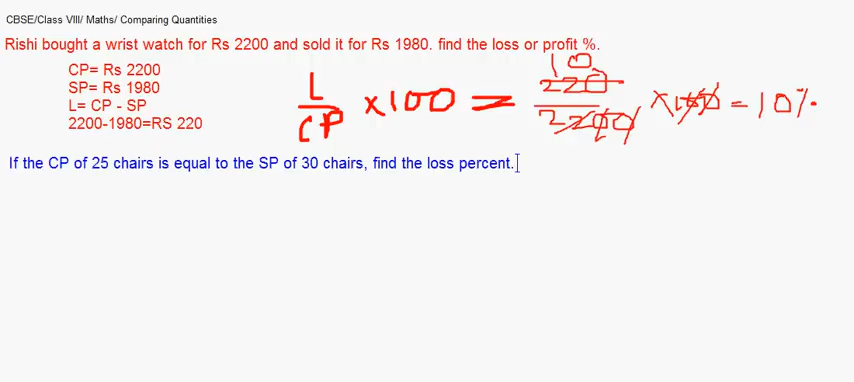 CBSE/Class VIII/ Maths/ Comparing Quantities
Rishi bought a wrist watch for Rs 2200 and sold it for Rs 1980. find the loss or profit %.
CP= Rs 2200
SP= Rs 1980
L= CP - SP
2200-1980=RS 220
L/CP ×100 = 220/2200 ×100 = 10%
10
If the CP of 25 chairs is equal to the SP of 30 chairs, find the loss percent.